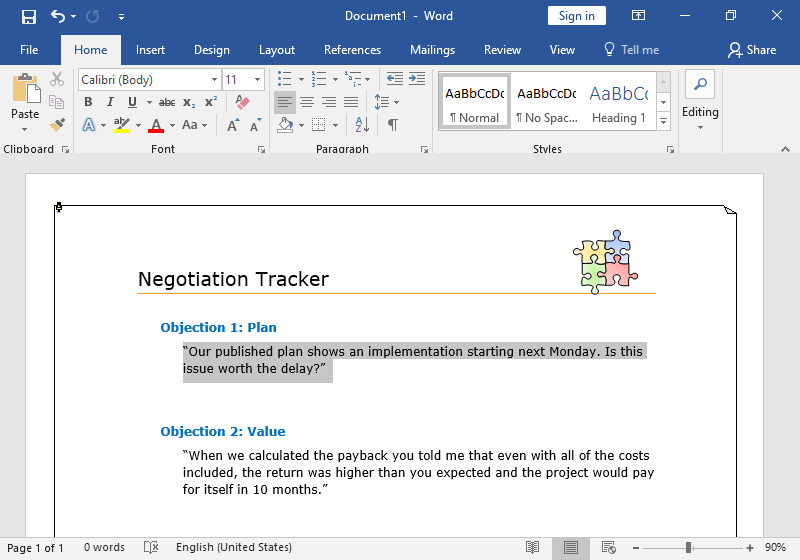 Document1 - Word
Sign in
File Home Insert Design Layout References Mailings Review View Tell me Share
Paste
Calibri (Body) 11
B I U abc x₂ x²
A ab A Aa A A
AaBbCcDc AaBbCcDc AaBbCc
¶ Normal ¶ No Spac... Heading 1
Editing
Clipboard Font Paragraph Styles
Negotiation Tracker
Objection 1: Plan
“Our published plan shows an implementation starting next Monday. Is this
issue worth the delay?”
Objection 2: Value
“When we calculated the payback you told me that even with all of the costs
included, the return was higher than you expected and the project would pay
for itself in 10 months.”
Page 1 of 1 0 words English (United States) 90%